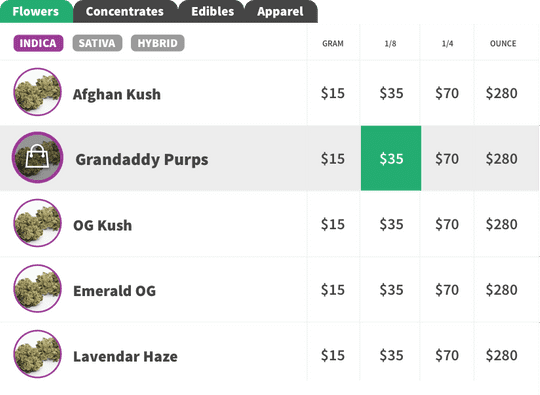 Flowers Concentrates Edibles Apparel
INDICA SATIVA HYBRID GRAM 1/8 1/4 OUNCE
Afghan Kush $15 $35 $70 $280
Grandaddy Purps $15 $35 $70 $280
OG Kush $15 $35 $70 $280
Emerald OG $15 $35 $70 $280
Lavendar Haze $15 $35 $70 $280